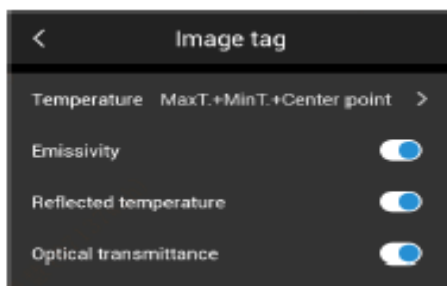 Image tag
Temperature MaxT.+MinT.+Center point
Emissivity
Reflected temperature
Optical transmittance